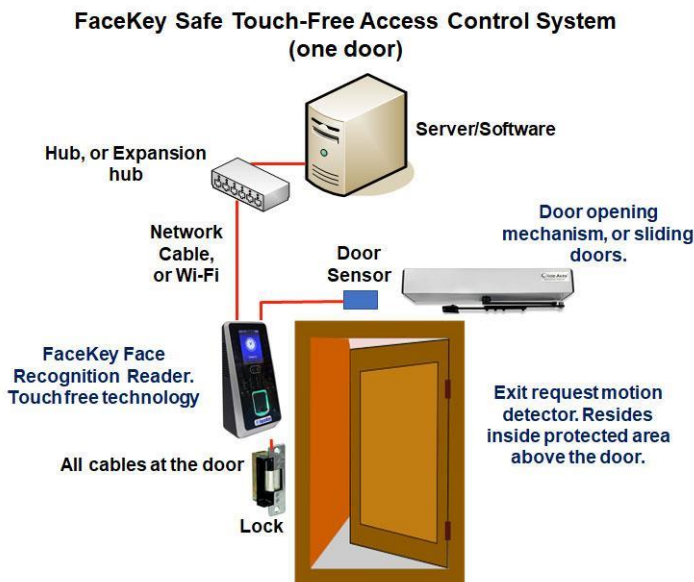 FaceKey Safe Touch-Free Access Control System
(one door)
Server/Software
Hub, or Expansion
hub
Network
Cable,
or Wi-Fi
Door
Sensor
Door opening
mechanism, or sliding
doors.
FaceKey Face
Recognition Reader.
Touch free technology
Exit request motion
detector. Resides
inside protected area
above the door.
All cables at the door
Lock